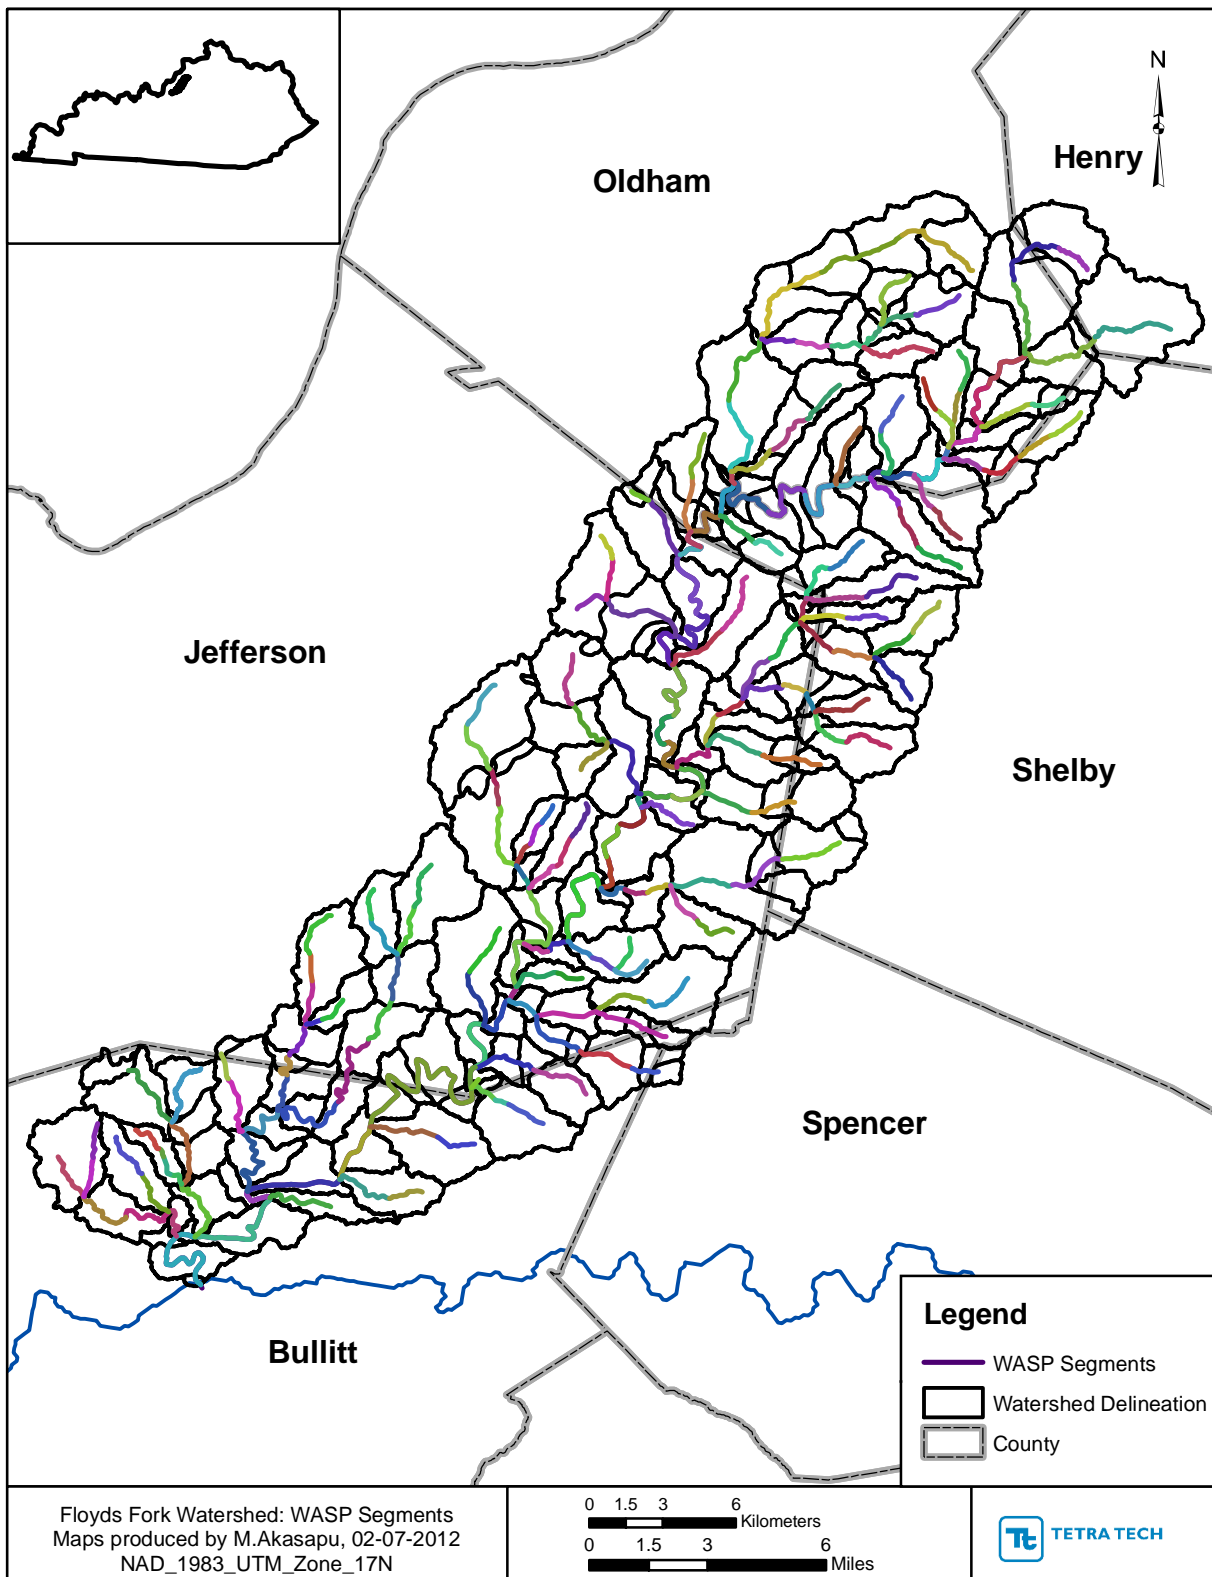 N
Henry
Oldham
Jefferson
Shelby
Spencer
Bullitt
Legend
WASP Segments
Watershed Delineation
County
Floyds Fork Watershed: WASP Segments
Maps produced by M.Akasapu, 02-07-2012
NAD_1983_UTM_Zone_17N
0 1.5 3 6
Kilometers
0 1.5 3 6
Miles
Tt TETRA TECH